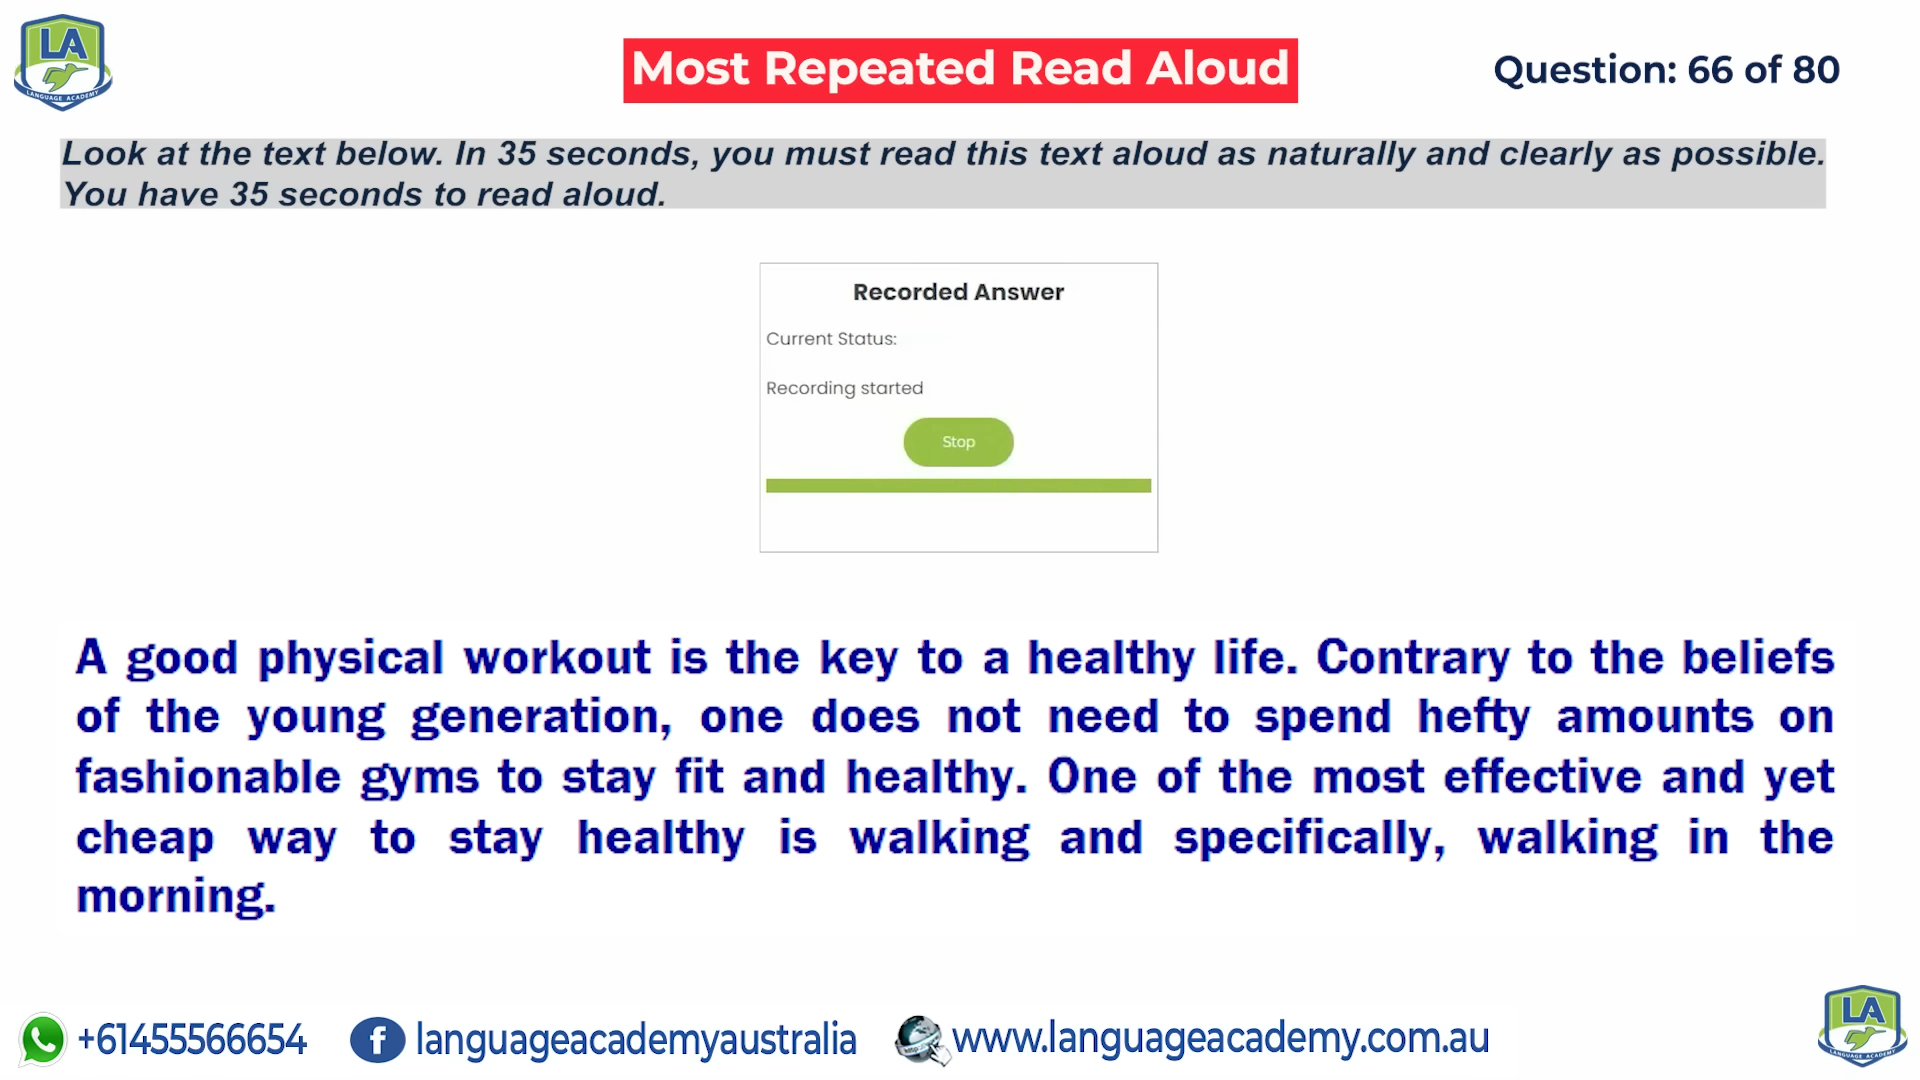 LA
LANGUAGE ACADEMY
Most Repeated Read Aloud
Question: 66 of 80
Look at the text below. In 35 seconds, you must read this text aloud as naturally and clearly as possible.
You have 35 seconds to read aloud.
Recorded Answer
Current Status:
Recording started
Stop
A good physical workout is the key to a healthy life. Contrary to the beliefs
of the young generation, one does not need to spend hefty amounts on
fashionable gyms to stay fit and healthy. One of the most effective and yet
cheap way to stay healthy is walking and specifically, walking in the
morning.
+61455566654
languageacademyaustralia
www.languageacademy.com.au
LA
LANGUAGE ACADEMY